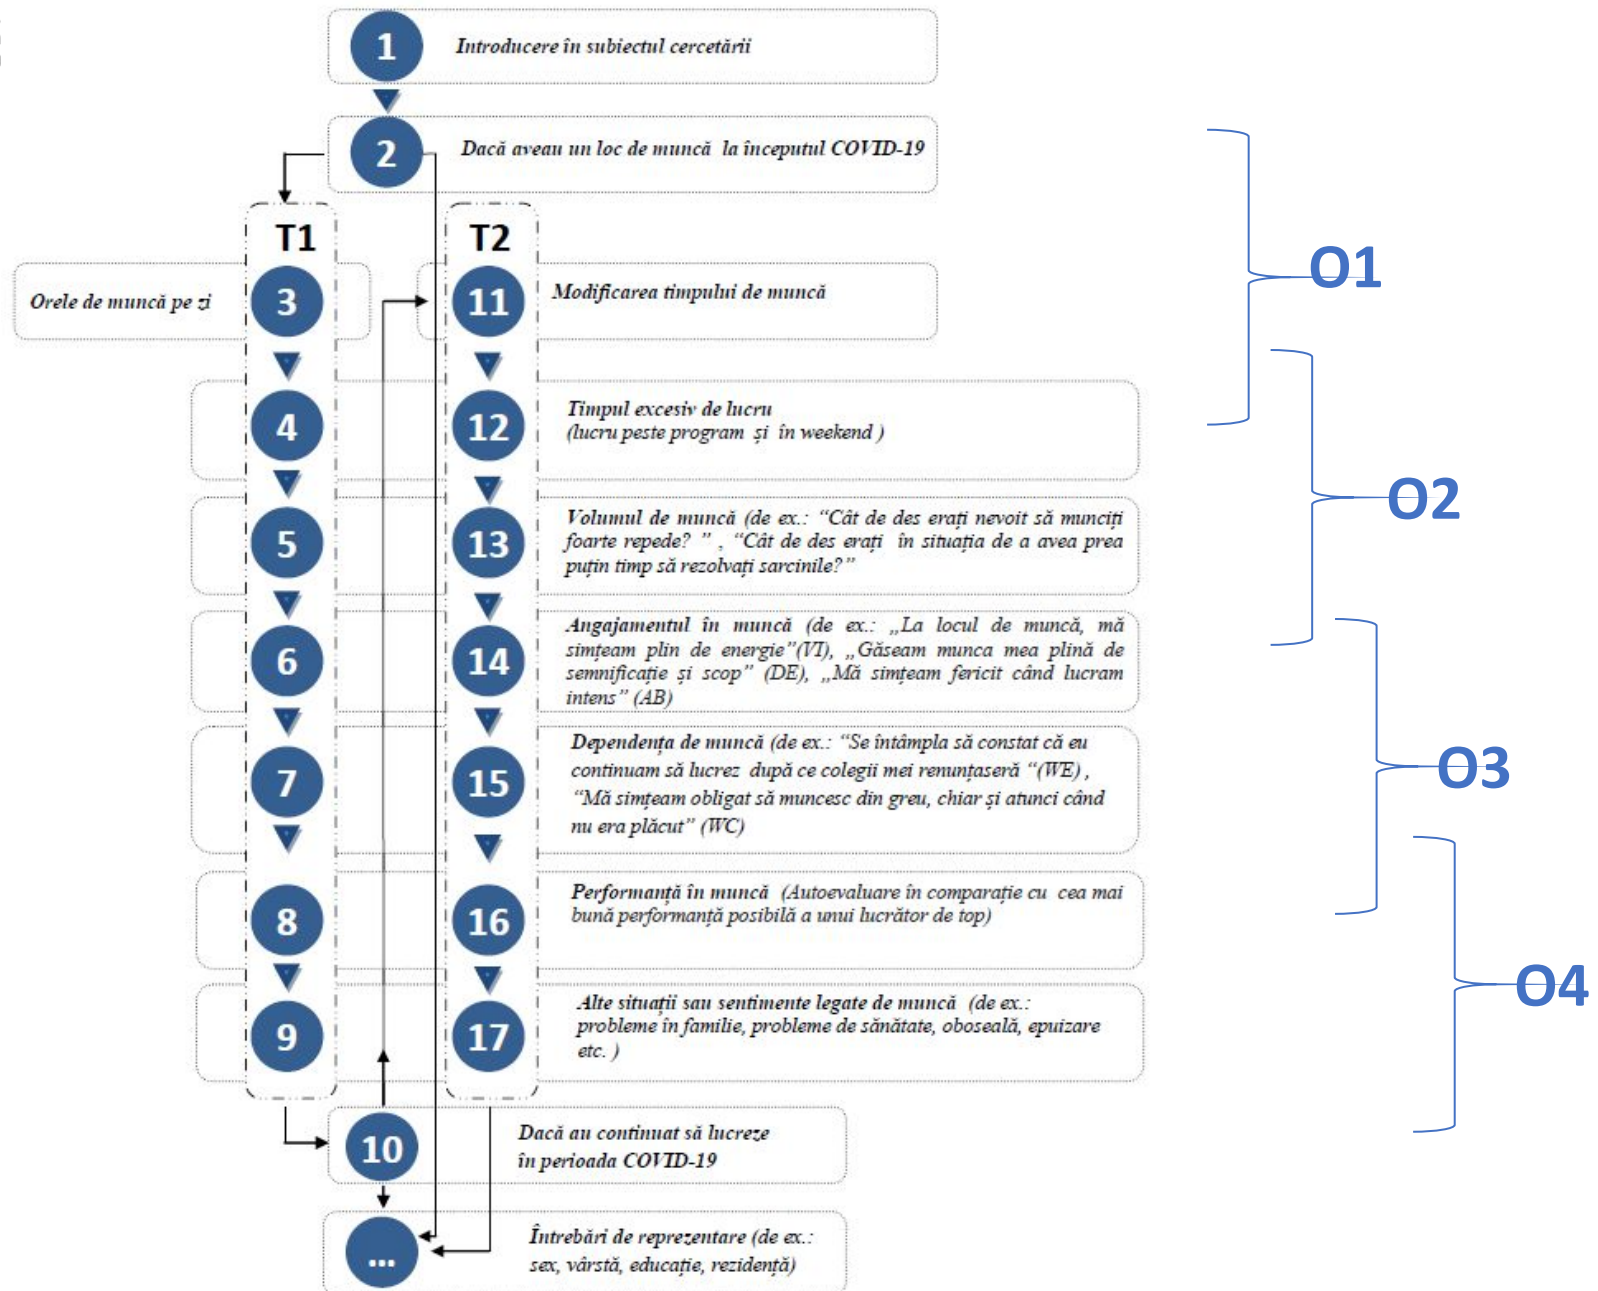 1
Introducere în subiectul cercetării
2
Dacă aveau un loc de muncă la începutul COVID-19
T1
T2
O1
Orele de muncă pe zi
3
11
Modificarea timpului de muncă
4
12
Timpul excesiv de lucru
(lucru peste program și în weekend )
O2
5
13
Volumul de muncă (de ex.: “Cât de des erați nevoit să munciți
foarte repede? ” , “Cât de des erați în situația de a avea prea
puțin timp să rezolvați sarcinile?”
6
14
Angajamentul în muncă (de ex.: „La locul de muncă, mă
simțeam plin de energie”(VI), „Găseam munca mea plină de
semnificație și scop” (DE), „Mă simțeam fericit când lucram
intens” (AB)
7
15
Dependența de muncă (de ex.: “Se întâmpla să constat că eu
continuam să lucrez după ce colegii mei renunțaseră “(WE) ,
“Mă simțeam obligat să muncesc din greu, chiar și atunci când
nu era plăcut” (WC)
O3
8
16
Performanță în muncă (Autoevaluare în comparație cu cea mai
bună performanță posibilă a unui lucrător de top)
O4
9
17
Alte situații sau sentimente legate de muncă (de ex.:
probleme în familie, probleme de sănătate, oboseală, epuizare
etc. )
10
Dacă au continuat să lucreze
în perioada COVID-19
...
Întrebări de reprezentare (de ex.:
sex, vârstă, educație, rezidență)